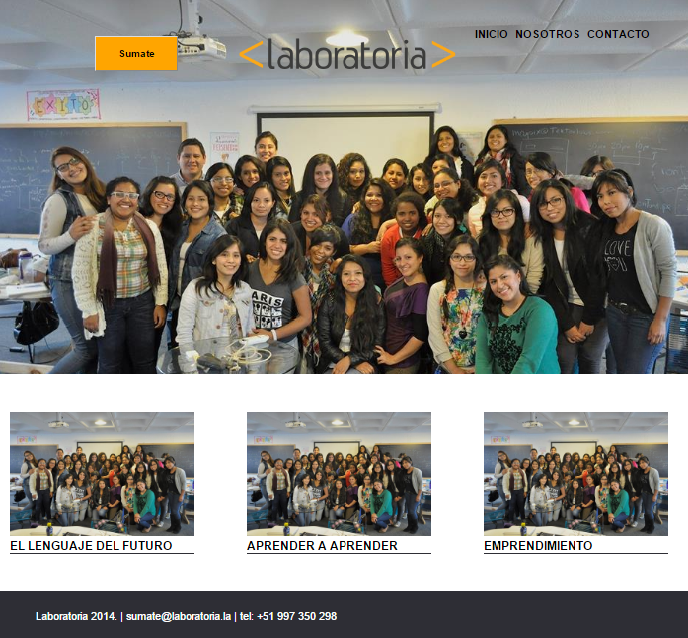 INICIO NOSOTROS CONTACTO
Sumate
<laboratoria>
EXITO
LOVE
PARIS
EL LENGUAJE DEL FUTURO
APRENDER A APRENDER
EMPRENDIMIENTO
Laboratoria 2014. | sumate@laboratoria.la | tel: +51 997 350 298